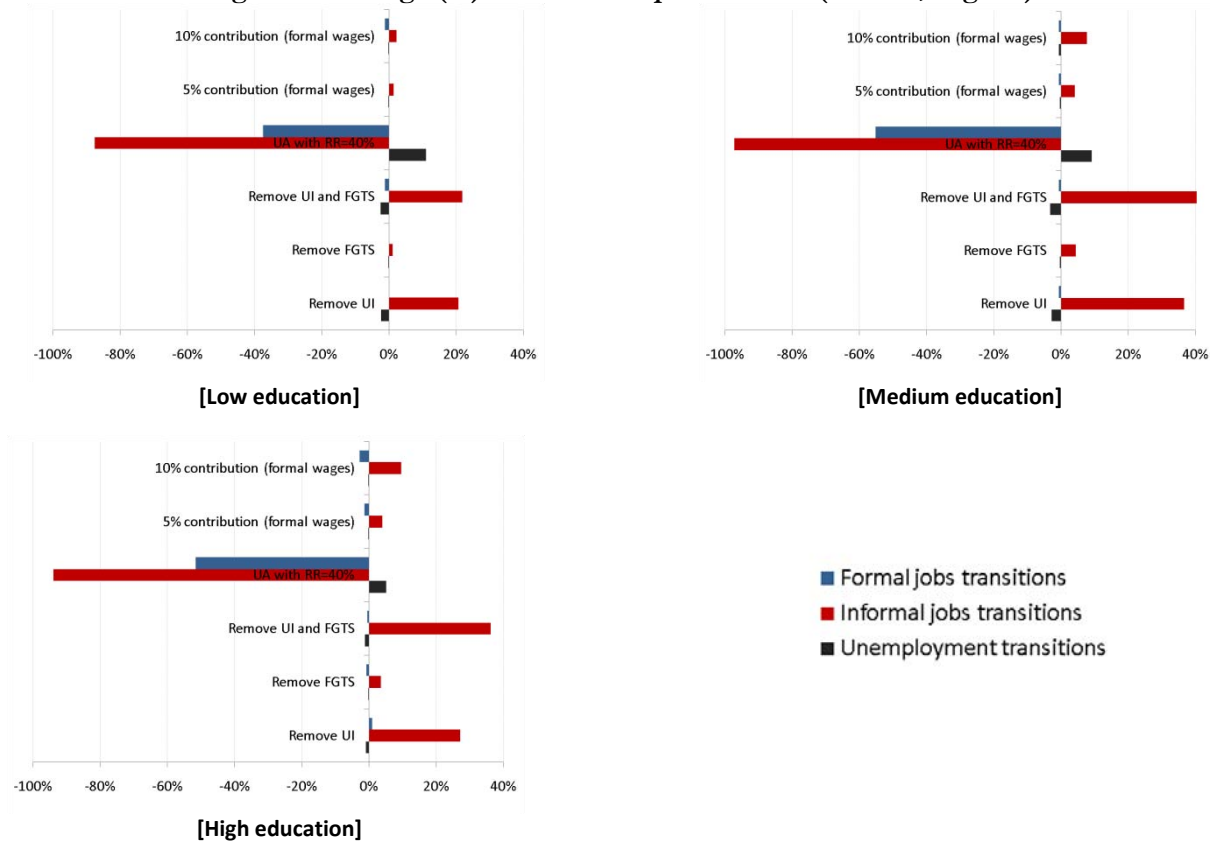 10% contribution (formal wages)
5% contribution (formal wages)
UA with RR=40%
Remove UI and FGTS
Remove FGTS
Remove UI
-100% -80% -60% -40% -20% 0% 20% 40%
[Low education]
10% contribution (formal wages)
5% contribution (formal wages)
UA with RR=40%
Remove UI and FGTS
Remove FGTS
Remove UI
-100% -80% -60% -40% -20% 0% 20% 40%
[Medium education]
10% contribution (formal wages)
5% contribution (formal wages)
UA with RR=40%
Remove UI and FGTS
Remove FGTS
Remove UI
-100% -80% -60% -40% -20% 0% 20% 40%
[High education]
Formal jobs transitions
Informal jobs transitions
Unemployment transitions